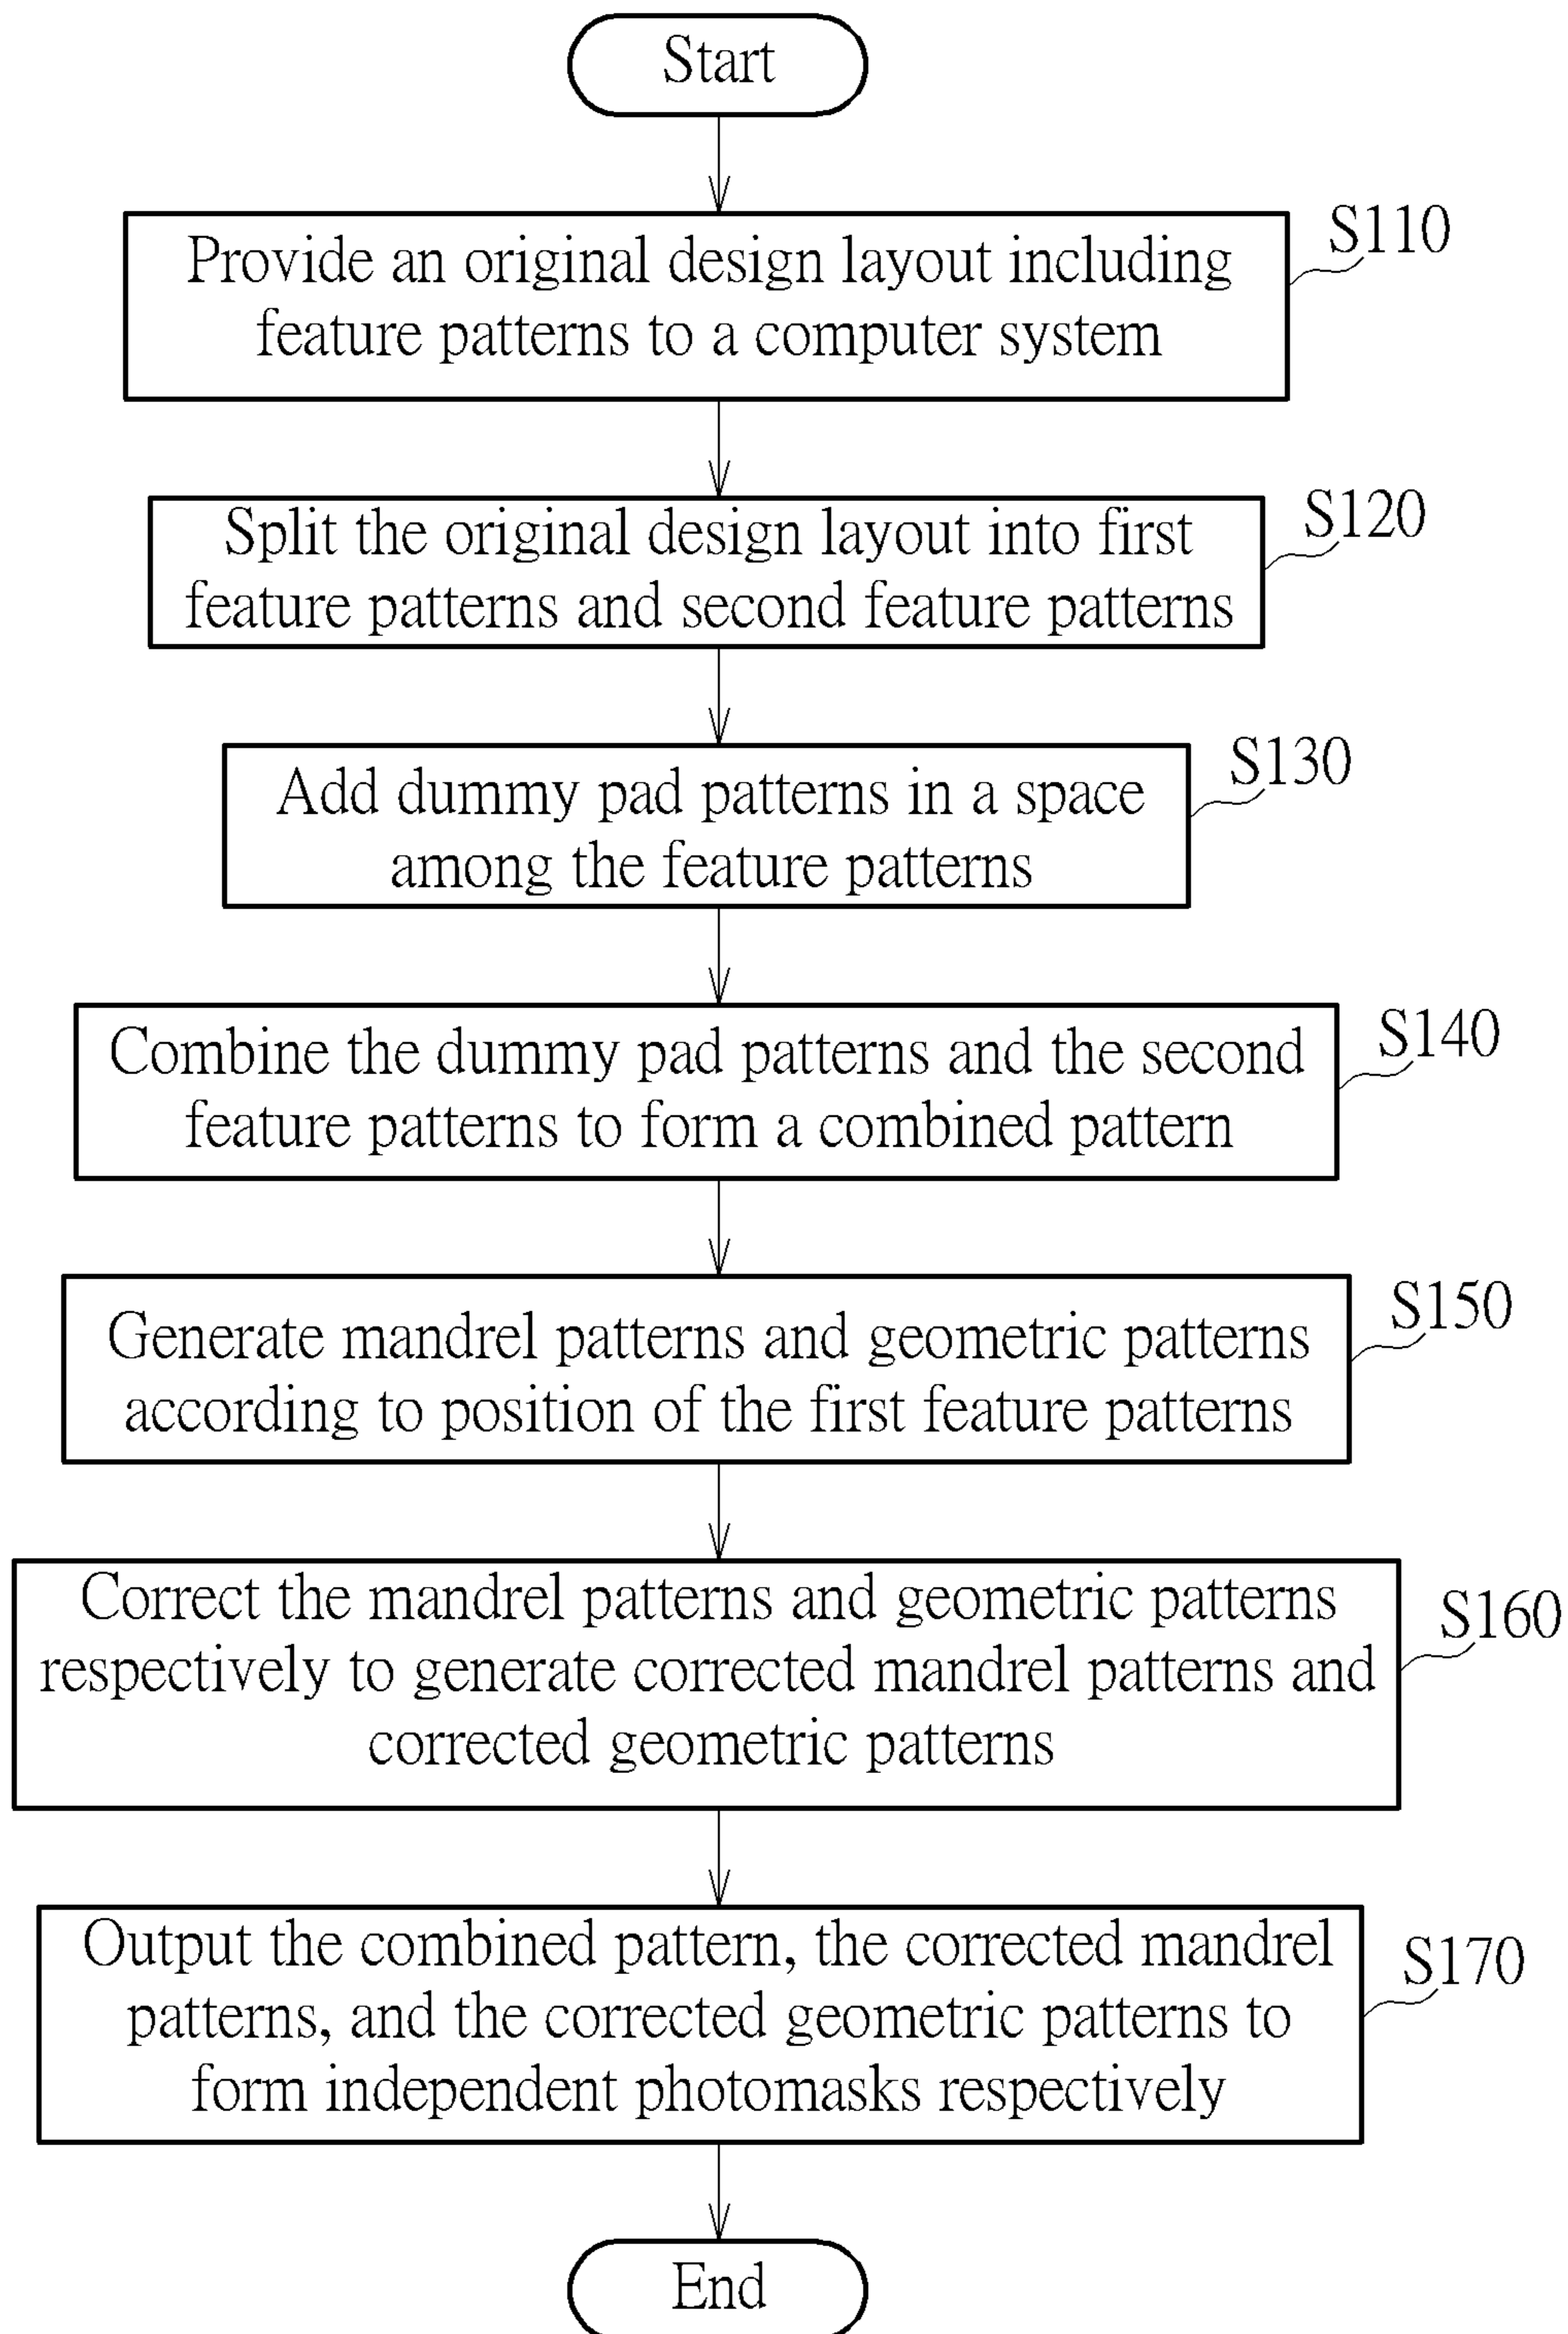 Start
S110
Provide an original design layout including
feature patterns to a computer system
S120
Split the original design layout into first
feature patterns and second feature patterns
S130
Add dummy pad patterns in a space
among the feature patterns
S140
Combine the dummy pad patterns and the second
feature patterns to form a combined pattern
S150
Generate mandrel patterns and geometric patterns
according to position of the first feature patterns
S160
Correct the mandrel patterns and geometric patterns
respectively to generate corrected mandrel patterns and
corrected geometric patterns
S170
Output the combined pattern, the corrected mandrel
patterns, and the corrected geometric patterns to
form independent photomasks respectively
End